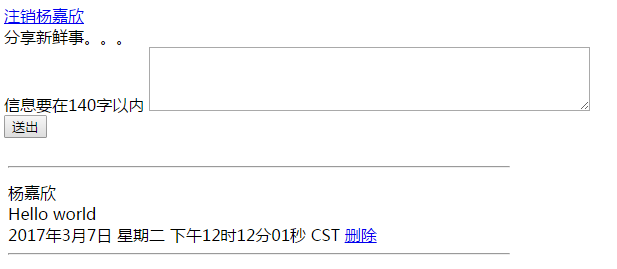 注销杨嘉欣
分享新鲜事。。。
信息要在140字以内
送出
杨嘉欣
Hello world
2017年3月7日 星期二 下午12时12分01秒 CST 删除